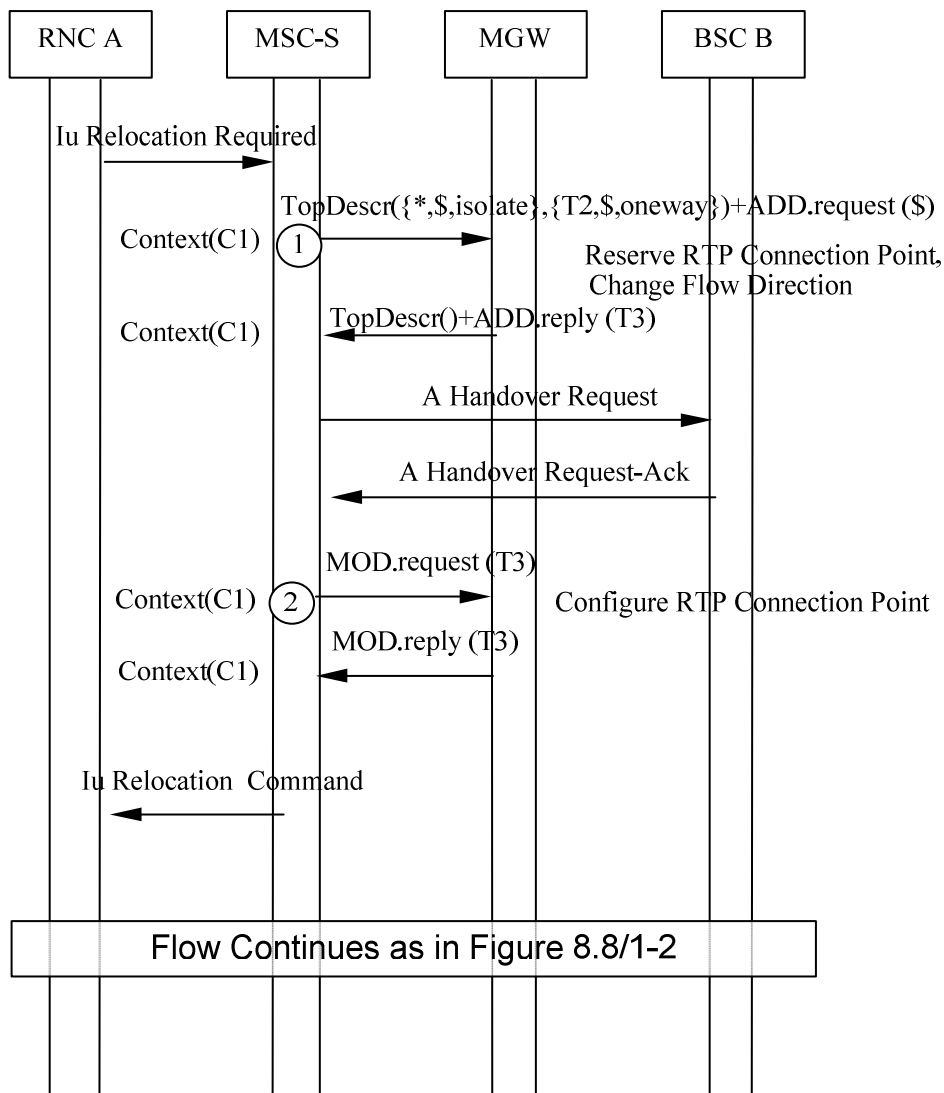 RNC A
MSC-S
MGW
BSC B
Iu Relocation Required
TopDescr({*,$,isolate},{T2,$,oneway})+ADD.request ($)
Context(C1)
1
Reserve RTP Connection Point,
Change Flow Direction
TopDescr()+ADD.reply (T3)
Context(C1)
A Handover Request
A Handover Request-Ack
MOD.request (T3)
Context(C1)
2
Configure RTP Connection Point
MOD.reply (T3)
Context(C1)
Iu Relocation Command
Flow Continues as in Figure 8.8/1-2